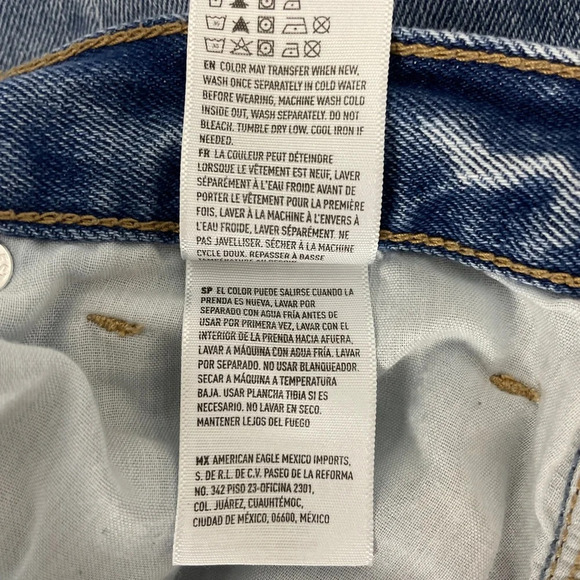 EN COLOR MAY TRANSFER WHEN NEW,
WASH ONCE SEPARATELY IN COLD WATER
BEFORE WEARING, MACHINE WASH COLD
INSIDE OUT, WASH SEPARATELY. DO NOT
BLEACH. TUMBLE DRY LOW. COOL IRON IF
NEEDED.
FR LA COULEUR PEUT DÉTEINDRE
LORSQUE LE VÊTEMENT EST NEUF, LAVER
SÉPARÉMENT À L'EAU FROIDE AVANT DE
PORTER LE VÊTEMENT POUR LA PREMIÈRE
FOIS, LAVER À LA MACHINE À L'ENVERS À
L'EAU FROIDE, LAVER SÉPARÉMENT. NE
PAS JAVELLISER. SÉCHER À LA MACHINE
CYCLE DOUX. REPASSER À BASSE
TEMPÉRATURE AU BESOIN
SP EL COLOR PUEDE SALIRSE CUANDO LA
PRENDA ES NUEVA, LAVAR POR
SEPARADO CON AGUA FRÍA ANTES DE
USAR POR PRIMERA VEZ, LAVAR CON EL
INTERIOR DE LA PRENDA HACIA AFUERA,
LAVAR A MÁQUINA CON AGUA FRÍA. LAVAR
POR SEPARADO. NO USAR BLANQUEADOR.
SECAR A MÁQUINA A TEMPERATURA
BAJA. USAR PLANCHA TIBIA SI ES
NECESARIO. NO LAVAR EN SECO.
MANTENER LEJOS DEL FUEGO
MX AMERICAN EAGLE MEXICO IMPORTS,
S. DE R.L. DE C.V. PASEO DE LA REFORMA
NO. 342 PISO 23-OFICINA 2301,
COL. JUÁREZ, CUAUHTÉMOC,
CIUDAD DE MÉXICO, 06600, MÉXICO